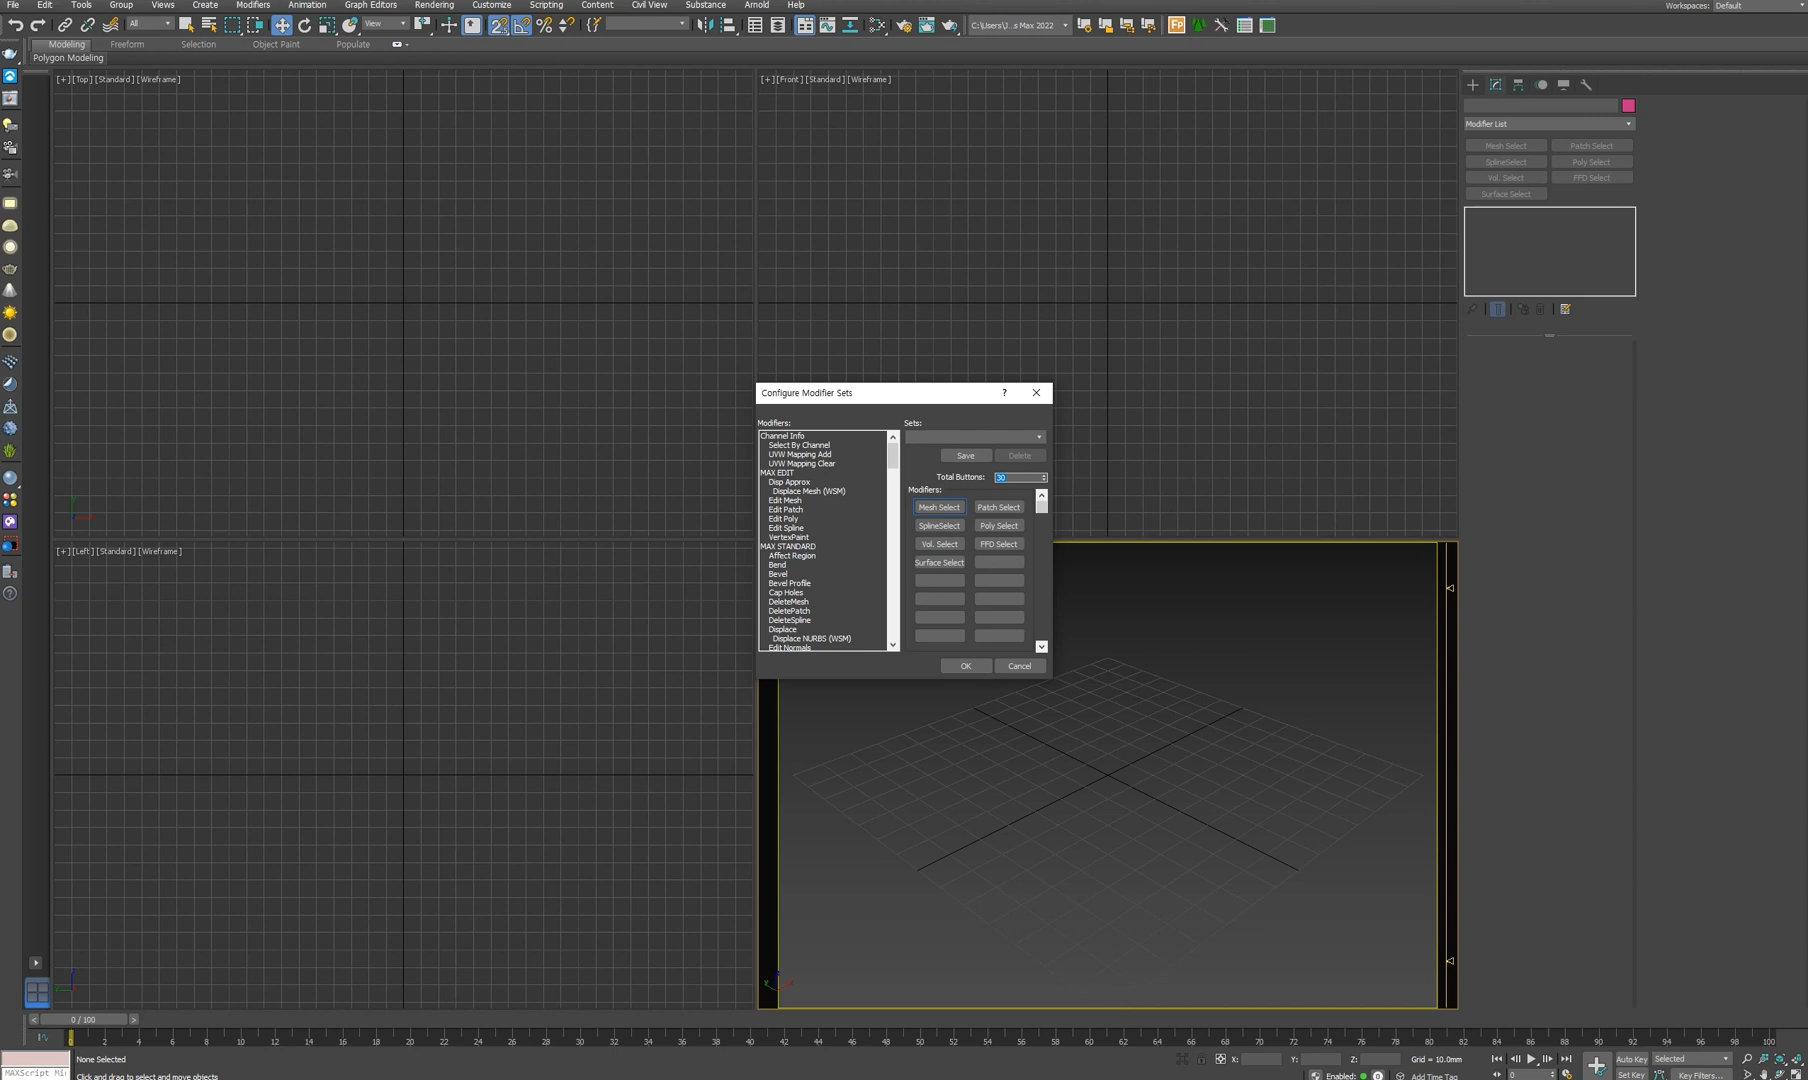 File Edit Tools Group Views Create Modifiers Animation Graph Editors Rendering Customize Scripting Content Civil View Substance Arnold Help Workspaces: Default
All View C:\Users\J...s Max 2022
Modeling Freeform Selection Object Paint Populate
Polygon Modeling
[+] [Top] [Standard] [Wireframe]
[+] [Front] [Standard] [Wireframe]
Modifier List
Mesh Select Patch Select
SplineSelect Poly Select
Vol. Select FFD Select
Surface Select
Configure Modifier Sets ?
Modifiers:
Channel Info
Select By Channel
UVW Mapping Add
UVW Mapping Clear
MAX EDIT
Disp Approx
Displace Mesh (WSM)
Edit Mesh
Edit Patch
Edit Poly
Edit Spline
VertexPaint
MAX STANDARD
Affect Region
Bend
Bevel
Bevel Profile
Cap Holes
DeleteMesh
DeletePatch
DeleteSpline
Displace
Displace NURBS (WSM)
Edit Normals
Sets:
Save Delete
Total Buttons: 30
Modifiers:
Mesh Select Patch Select
SplineSelect Poly Select
Vol. Select FFD Select
Surface Select
OK Cancel
[+] [Left] [Standard] [Wireframe]
< 0 / 100 >
0 2 4 6 8 10 12 14 16 18 20 22 24 26 28 30 32 34 36 38 40 42 44 46 48 50 52 54 56 58 60 62 64 66 68 70 72 74 76 78 80 82 84 86 88 90 92 94 96 98 100
None Selected X: Y: Z: Grid = 10.0mm Auto Key Selected
MAXScript Mi Click and drag to select and move objects Enabled: 0 Add Time Tag 0 Set Key Key Filters...